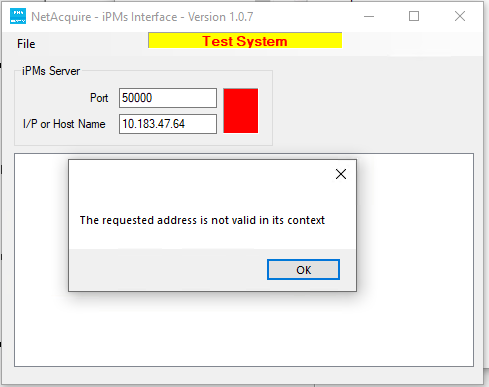 NetAcquire - iPMs Interface - Version 1.0.7
File
Test System
iPMs Server
Port
50000
I/P or Host Name
10.183.47.64
The requested address is not valid in its context
OK